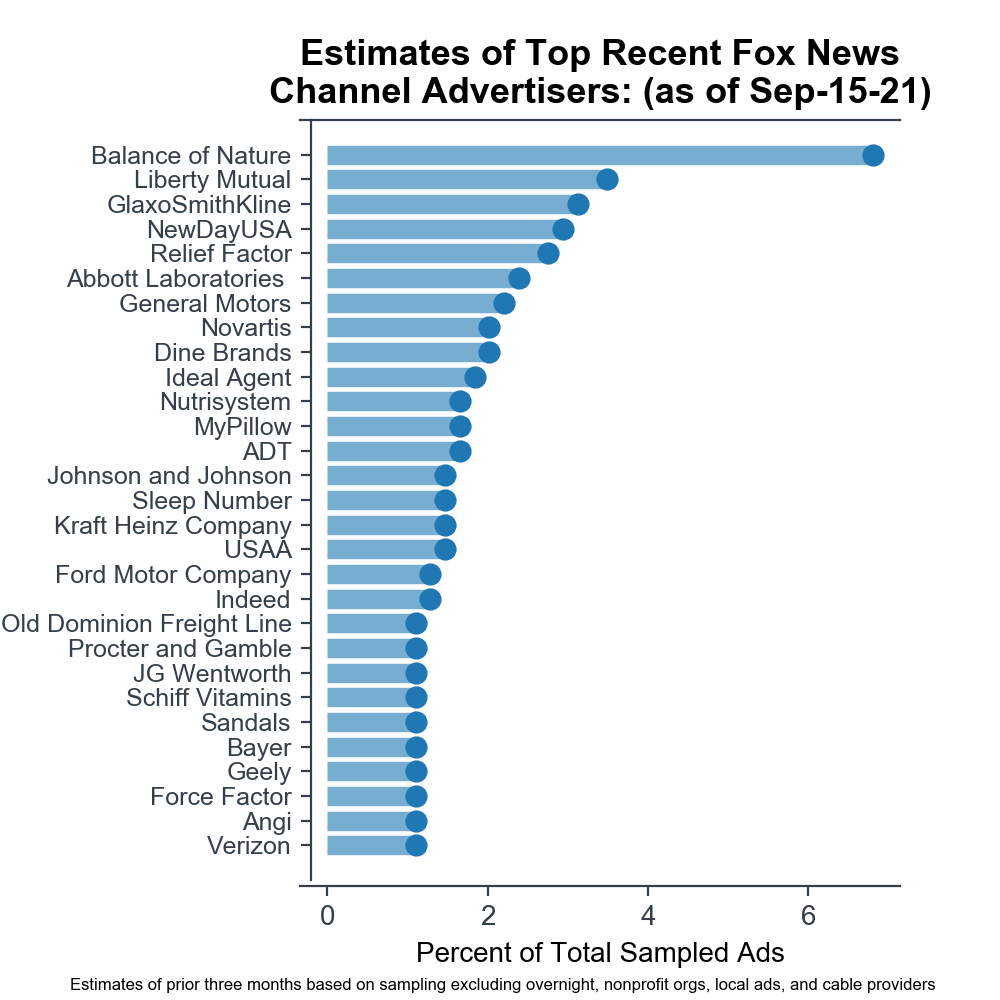 Estimates of Top Recent Fox News
Channel Advertisers: (as of Sep-15-21)
Balance of Nature
Liberty Mutual
GlaxoSmithKline
NewDayUSA
Relief Factor
Abbott Laboratories
General Motors
Novartis
Dine Brands
Ideal Agent
Nutrisystem
MyPillow
ADT
Johnson and Johnson
Sleep Number
Kraft Heinz Company
USAA
Ford Motor Company
Indeed
Old Dominion Freight Line
Procter and Gamble
JG Wentworth
Schiff Vitamins
Sandals
Bayer
Geely
Force Factor
Angi
Verizon
0 2 4 6
Percent of Total Sampled Ads
Estimates of prior three months based on sampling excluding overnight, nonprofit orgs, local ads, and cable providers